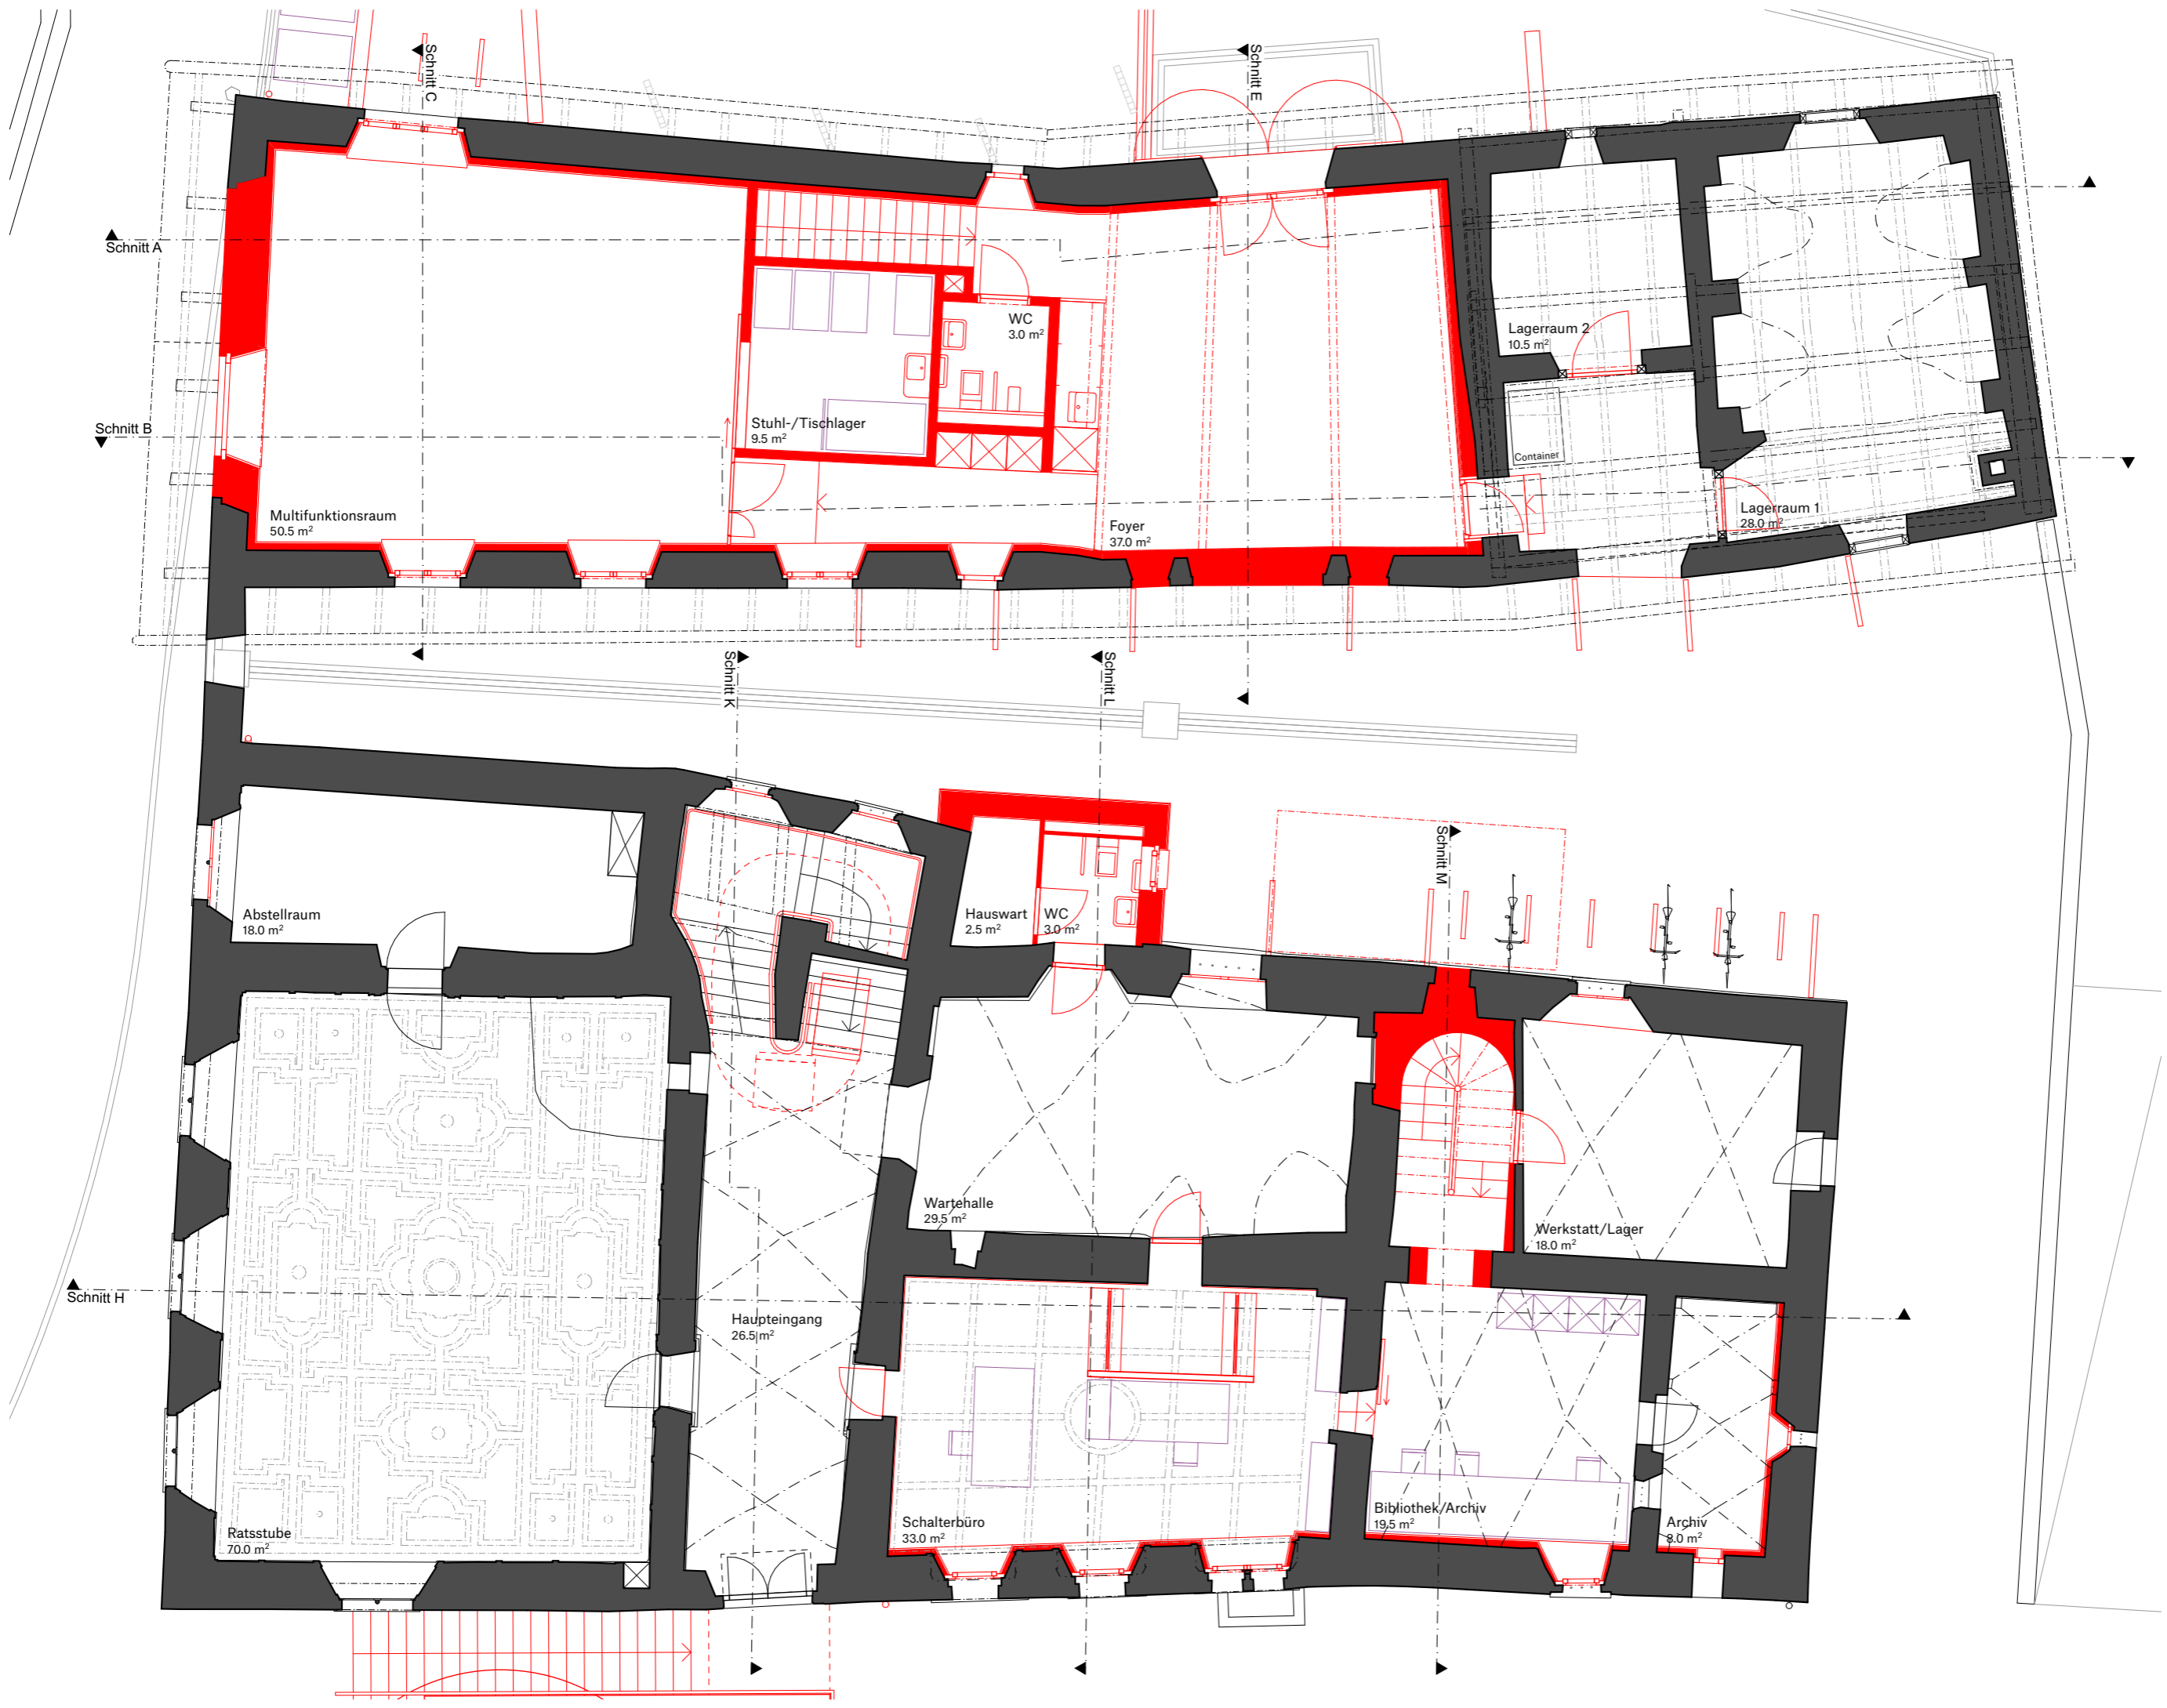 Schnitt C
Schnitt E
Schnitt A
WC
3.0 m²
Lagerraum 2
10.5 m²
Schnitt B
Stuhl-/Tischlager
9.5 m²
Container
Multifunktionsraum
50.5 m²
Foyer
37.0 m²
Lagerraum 1
28.0 m²
Schnitt K
Schnitt L
Schnitt M
Abstellraum
18.0 m²
Hauswart
2.5 m²
WC
3.0 m²
Wartehalle
29.5 m²
Werkstatt/Lager
18.0 m²
Schnitt H
Haupteingang
26.5 m²
Ratsstube
70.0 m²
Schalterbüro
33.0 m²
Bibliothek/Archiv
19.5 m²
Archiv
8.0 m²